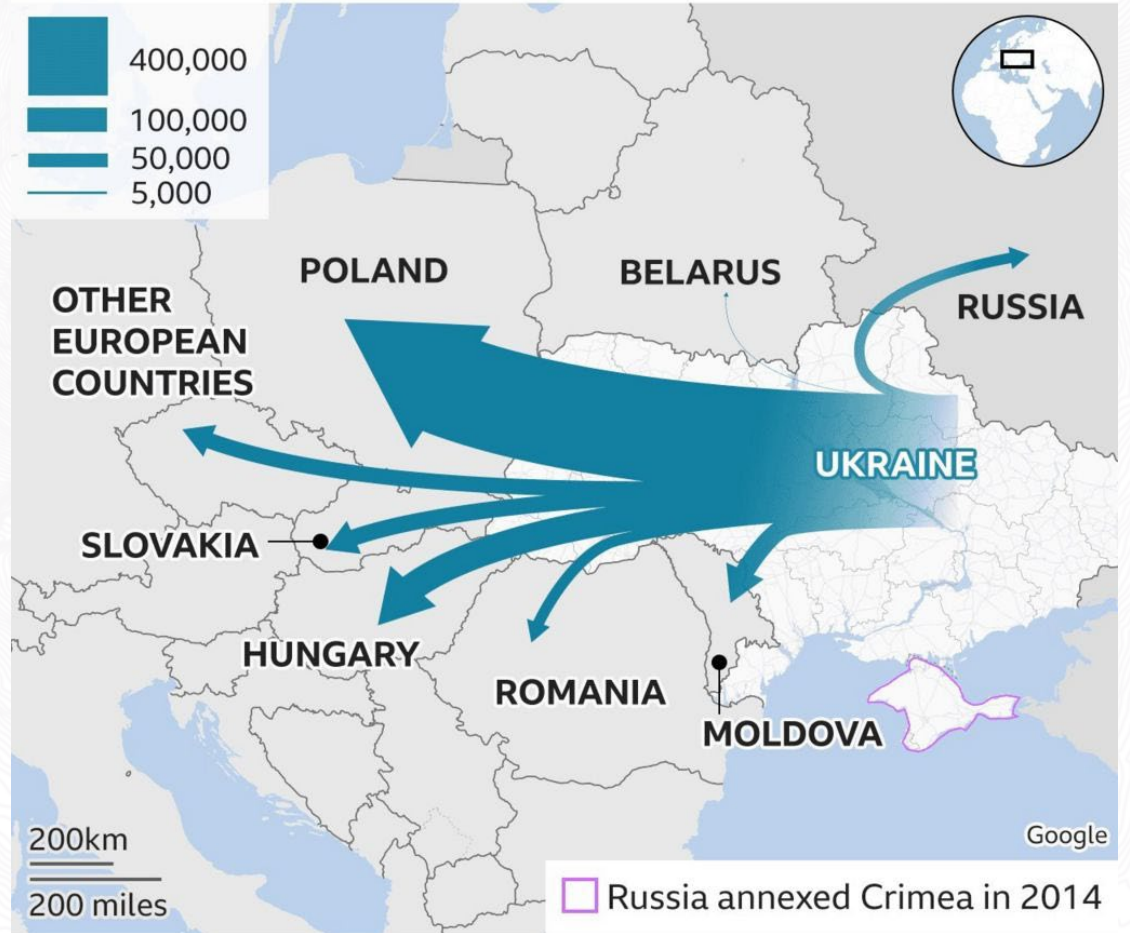 400,000
100,000
50,000
5,000
POLAND
BELARUS
RUSSIA
OTHER
EUROPEAN
COUNTRIES
UKRAINE
SLOVAKIA
HUNGARY
ROMANIA
MOLDOVA
200km
200 miles
Google
Russia annexed Crimea in 2014